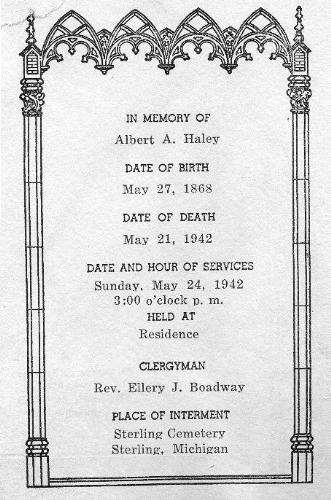 IN MEMORY OF
Albert A. Haley
DATE OF BIRTH
May 27, 1868
DATE OF DEATH
May 21, 1942
DATE AND HOUR OF SERVICES
Sunday, May 24, 1942
3:00 o'clock p. m.
HELD AT
Residence
CLERGYMAN
Rev. Ellery J. Boadway
PLACE OF INTERMENT
Sterling Cemetery
Sterling, Michigan